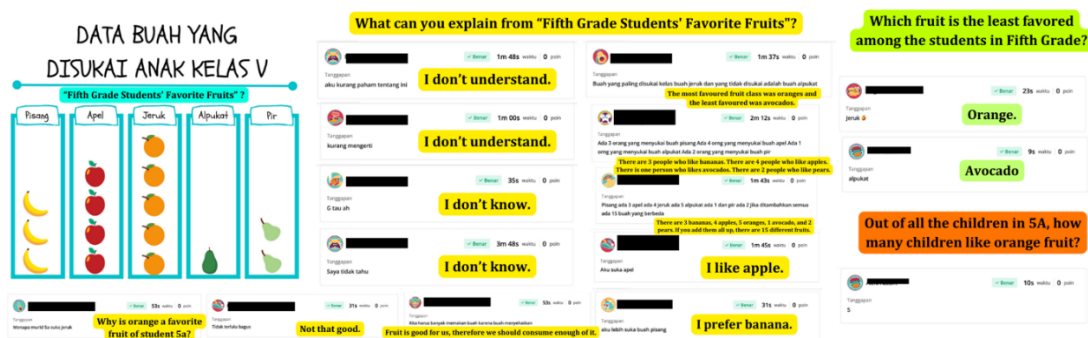 DATA BUAH YANG
DISUKAI ANAK KELAS V
"Fifth Grade Students' Favorite Fruits" ?
Pisang
Apel
Jeruk
Alpukat
Pir
What can you explain from "Fifth Grade Students' Favorite Fruits"?
Benar
1m 48s waktu 0 poin
Tanggapan
aku kurang paham tentang ini
I don't understand.
Benar
1m 00s waktu 0 poin
Tanggapan
kurang mengerti
I don't understand.
Benar
35s waktu 0 poin
Tanggapan
G tau ah
I don't know.
Benar
3m 48s waktu 0 poin
Tanggapan
Saya tidak tahu
I don't know.
Benar
1m 37s waktu 0 poin
Tanggapan
Buah yang paling disukai kelas buah jeruk dan yang tidak disukai adalah buah alpukat
The most favoured fruit class was oranges and
the least favoured was avocados.
Benar
2m 12s waktu 0 poin
Tanggapan
Ada 3 orang yang menyukai buah pisang Ada 4 orng yang menyukai buah apel Ada 1
orng yang menyukai buah alpukat Ada 2 orang yang menyukai buah pir
There are 3 people who like bananas. There are 4 people who like apples.
There is one person who likes avocados. There are 2 people who like pears.
Benar
1m 43s waktu 0 poin
Pisang ada 3 apel ada 4 jeruk ada 5 alpukat ada 1 dan pir ada 2 jika ditambahkan semua
ada 15 buah yang berbeda
There are 3 bananas, 4 apples, 5 oranges, 1 avocado, and 2
pears. If you add them all up, there are 15 different fruits.
Benar
1m 45s waktu 0 poin
Tanggapan
Aku suka apel
I like apple.
Benar
31s waktu 0 poin
Tanggapan
aku lebih suka buah pisang
I prefer banana.
Benar
53s waktu 0 poin
Tanggapan
Mengapa murid 5a suka jeruk
Why is orange a favorite
fruit of student 5a?
Benar
31s waktu 0 poin
Tanggapan
Tidak terlalu bagus
Not that good.
Benar
53s waktu 0 poin
Fruit is good for us, therefore we should consume enough of it.
Which fruit is the least favored
among the students in Fifth Grade?
Benar
23s waktu 0 poin
Tanggapan
Jeruk
Orange.
Benar
9s waktu 0 poin
Tanggapan
alpukat
Avocado
Out of all the children in 5A, how
many children like orange fruit?
Benar
10s waktu 0 poin
Tanggapan
5